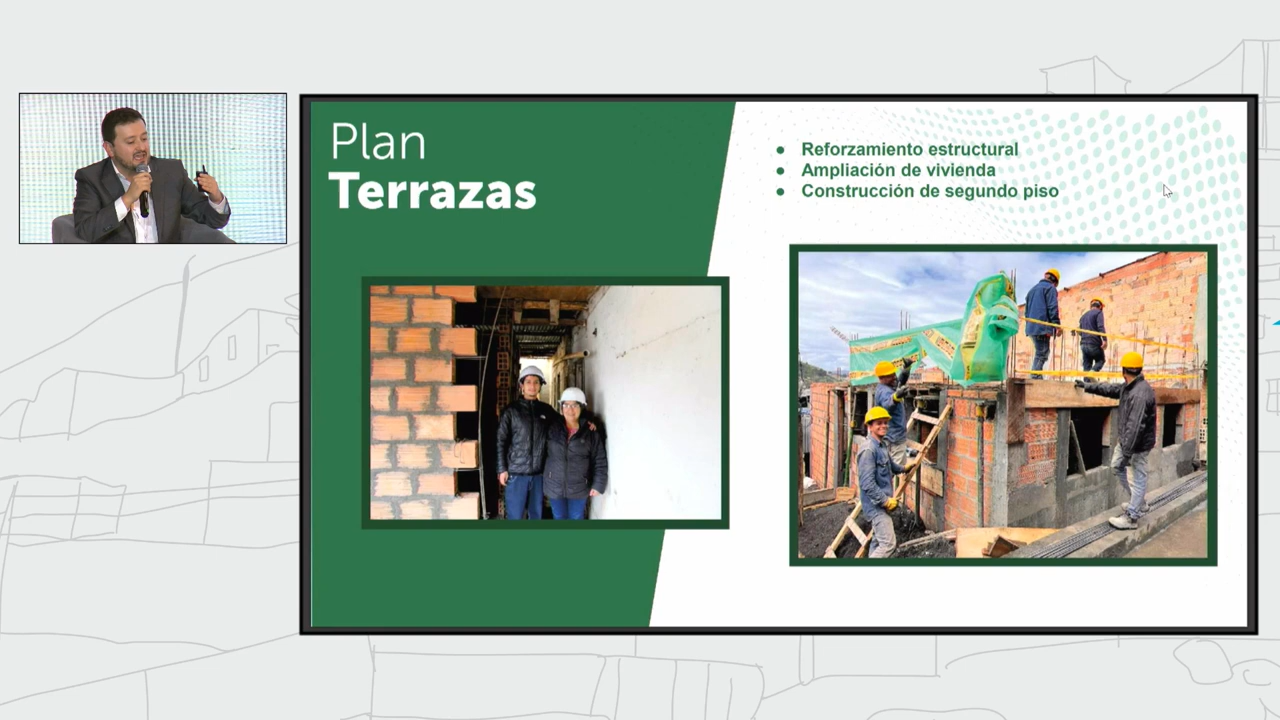 Plan
Terrazas
• Reforzamiento estructural
• Ampliación de vivienda
• Construcción de segundo piso